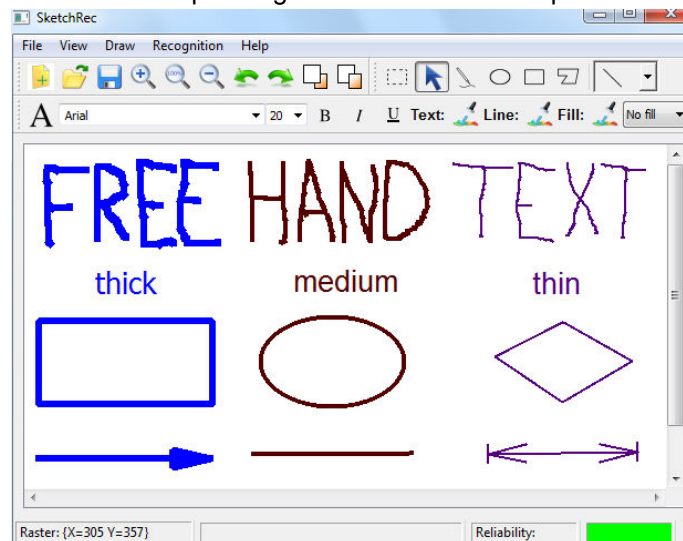 SketchRec
File View Draw Recognition Help
100%
A Arial 20 B I U Text: Line: Fill: No fill
FREE HAND TEXT
thick medium thin
Raster: {X=305 Y=357} Reliability: